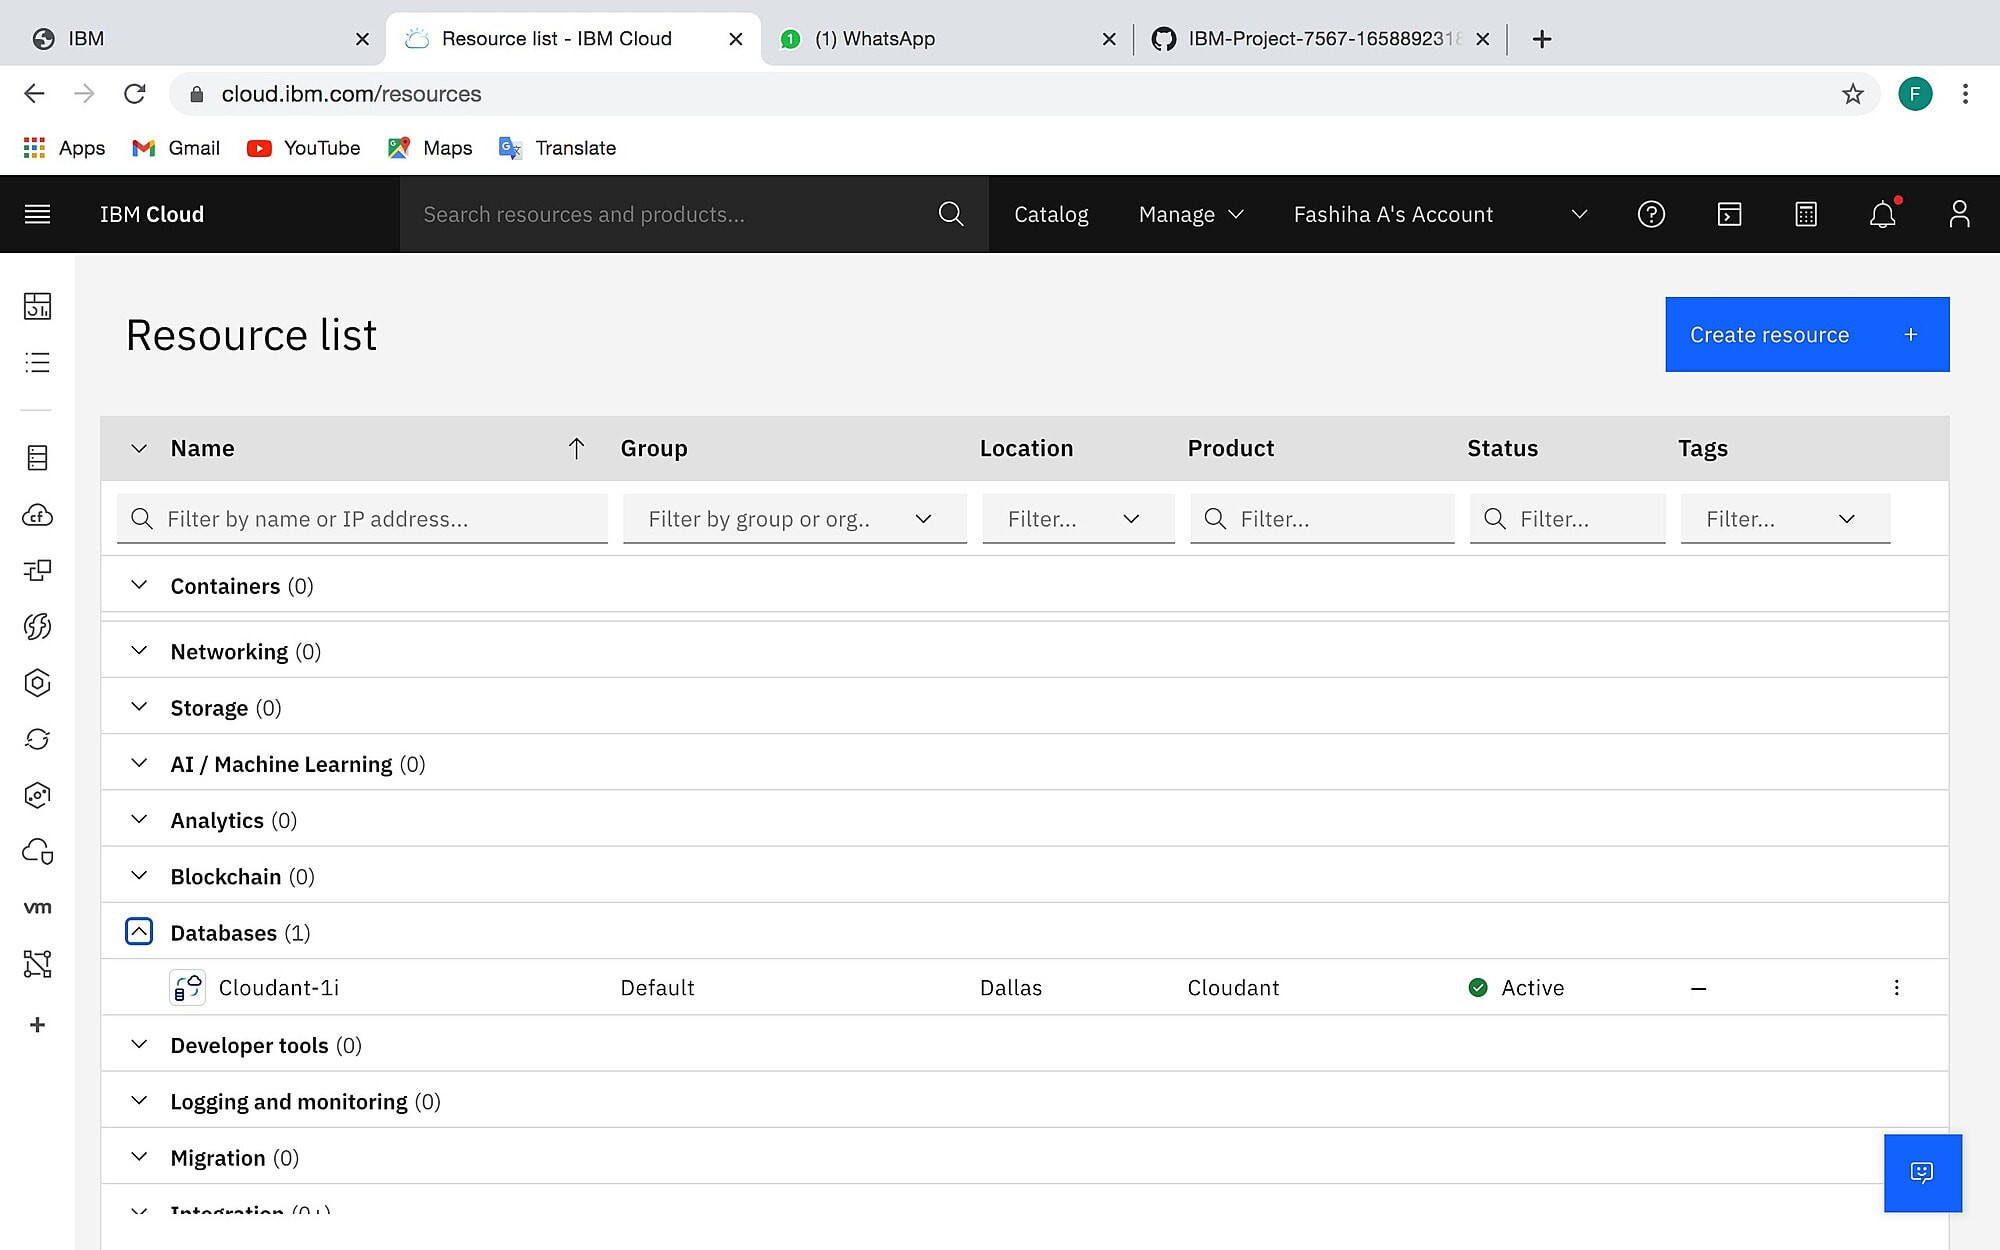 IBM
Resource list - IBM Cloud
(1) WhatsApp
IBM-Project-7567-1658892318
cloud.ibm.com/resources
F
Apps
Gmail
YouTube
Maps
Translate
IBM Cloud
Search resources and products...
Catalog
Manage
Fashiha A's Account
Resource list
Create resource +
Name
Group
Location
Product
Status
Tags
Filter by name or IP address...
Filter by group or org..
Filter...
Filter...
Filter...
Filter...
Containers (0)
Networking (0)
Storage (0)
AI / Machine Learning (0)
Analytics (0)
Blockchain (0)
vm
Databases (1)
Cloudant-1i
Default
Dallas
Cloudant
Active
—
Developer tools (0)
Logging and monitoring (0)
Migration (0)
Integration (0+)